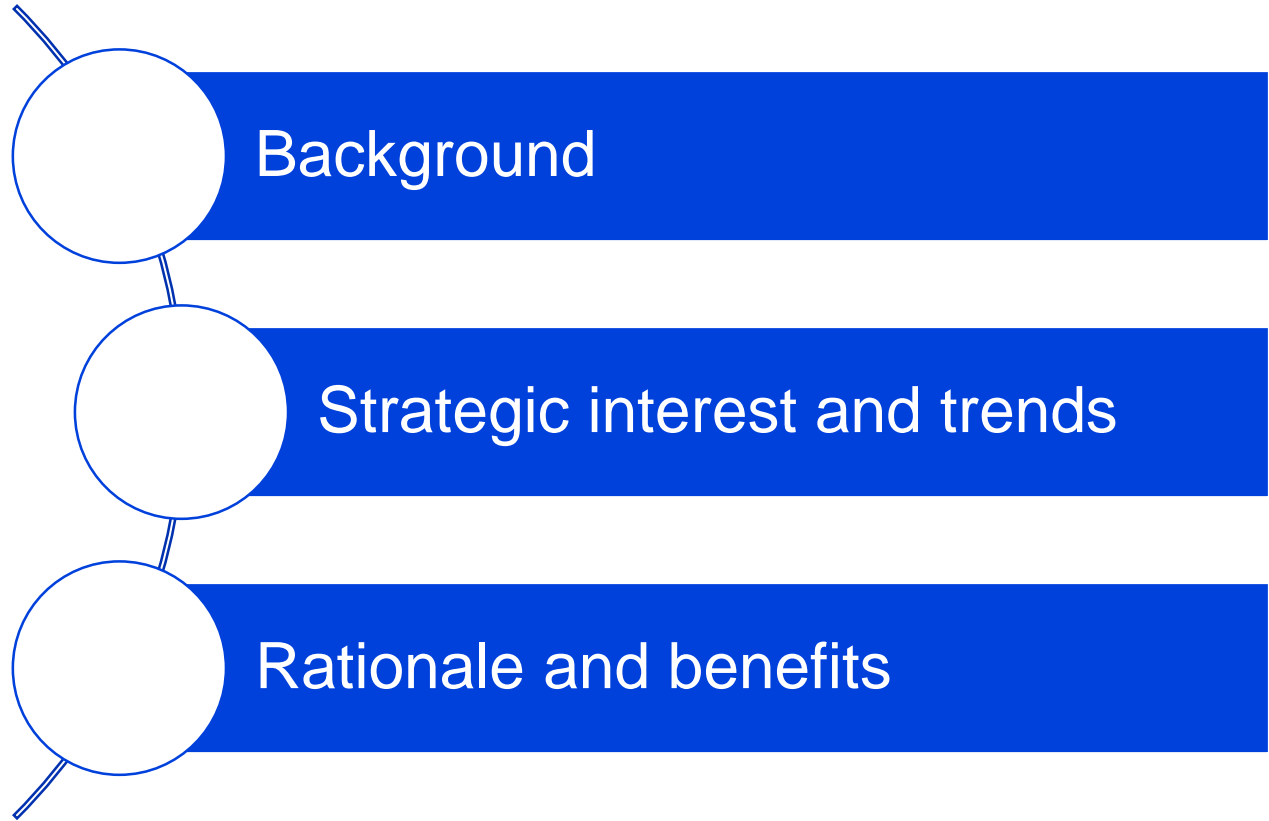 Background
Strategic interest and trends
Rationale and benefits